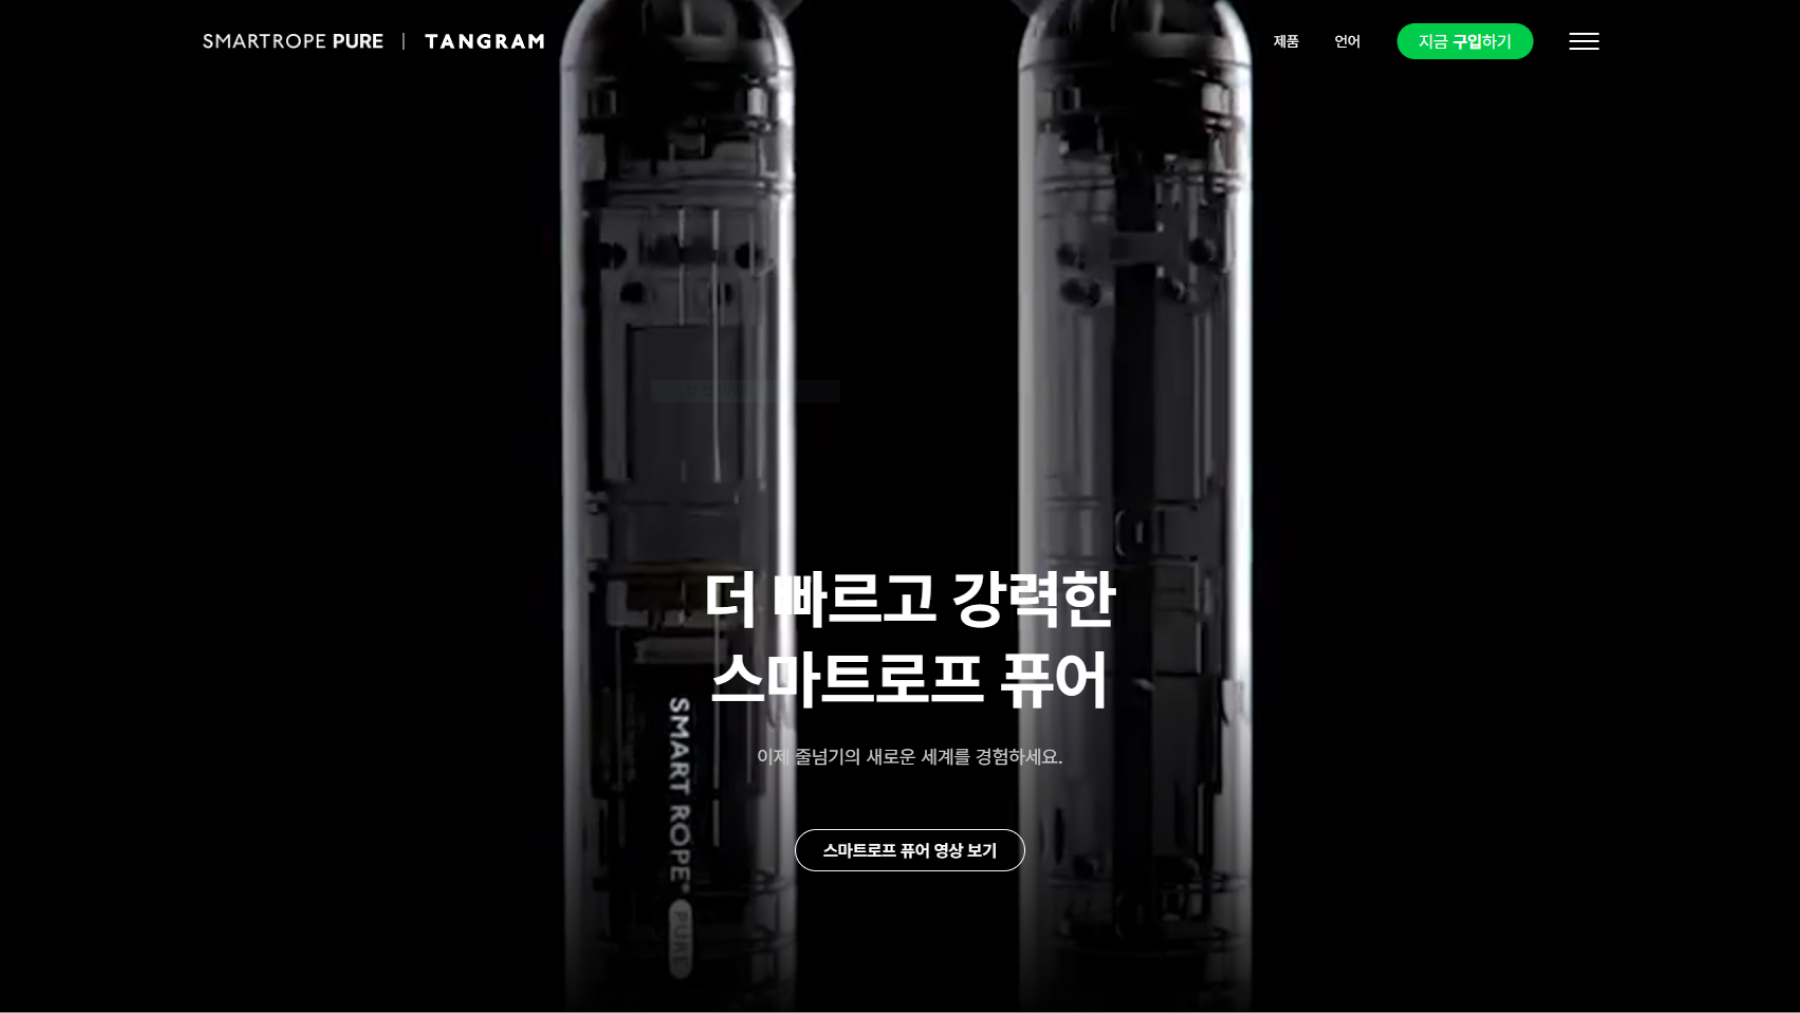 SMARTROPE PURE | TANGRAM
제품
언어
지금 구입하기
더 빠르고 강력한
스마트로프 퓨어
이제 줄넘기의 새로운 세계를 경험하세요.
스마트로프 퓨어 영상 보기
SMART ROPE®
PURE